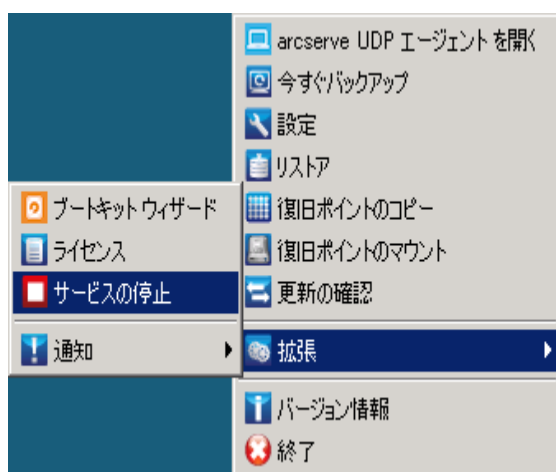 arcserve UDP エージェント を開く
今すぐバックアップ
設定
リストア
復旧ポイントのコピー
復旧ポイントのマウント
更新の確認
拡張
ブートキット ウィザード
ライセンス
サービスの停止
通知
バージョン情報
終了